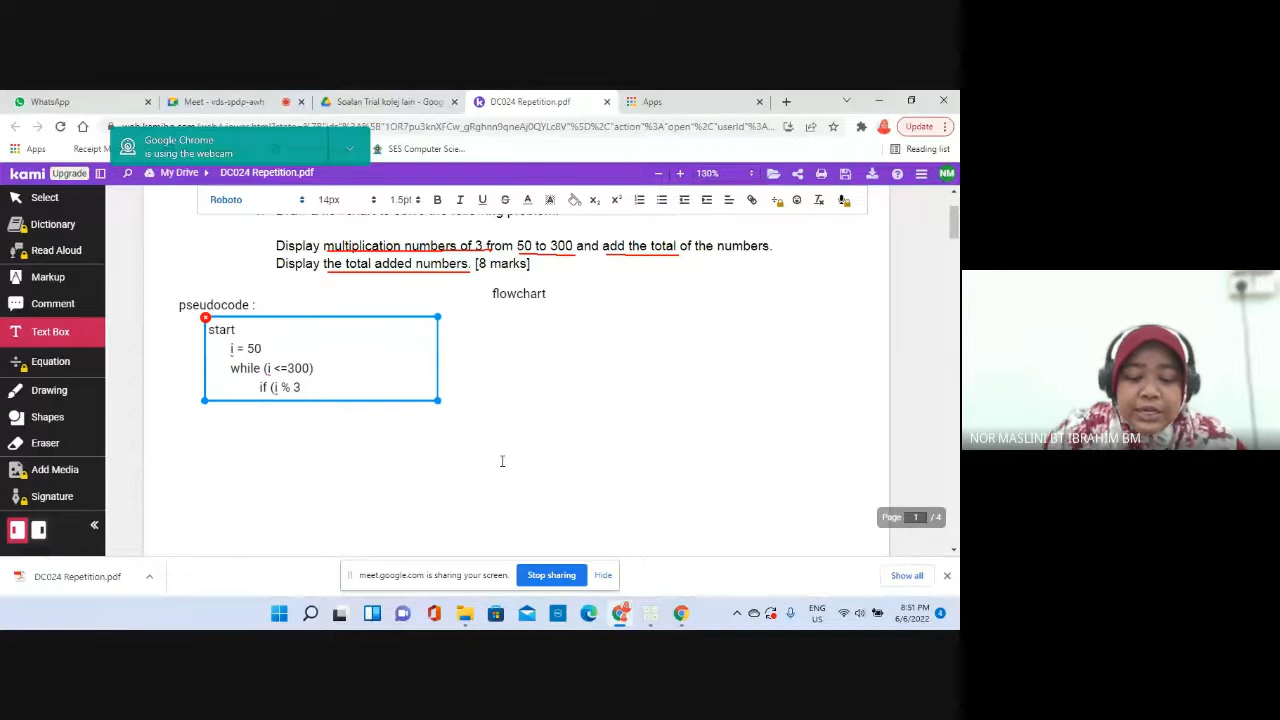 WhatsApp
Meet - vds-spdp-awh
Soalan Trial kolej lain - Goog
DC024 Repetition.pdf
Apps
Update
Google Chrome
is using the webcam
Apps
Receipt M
SES Computer Scie...
Reading list
kami
Upgrade
My Drive
DC024 Repetition.pdf
130%
NM
Select
Dictionary
Read Aloud
Markup
Comment
Text Box
Equation
Drawing
Shapes
Eraser
Add Media
Signature
Roboto
14px
1.5pt
Display multiplication numbers of 3 from 50 to 300 and add the total of the numbers.
Display the total added numbers. [8 marks]
flowchart
pseudocode :
start
i = 50
while (i <=300)
if (i % 3
Page 1 / 4
NOR MASLINI BT IBRAHIM BM
DC024 Repetition.pdf
meet.google.com is sharing your screen.
Stop sharing
Hide
Show all
ENG
US
8:51 PM
6/6/2022
4